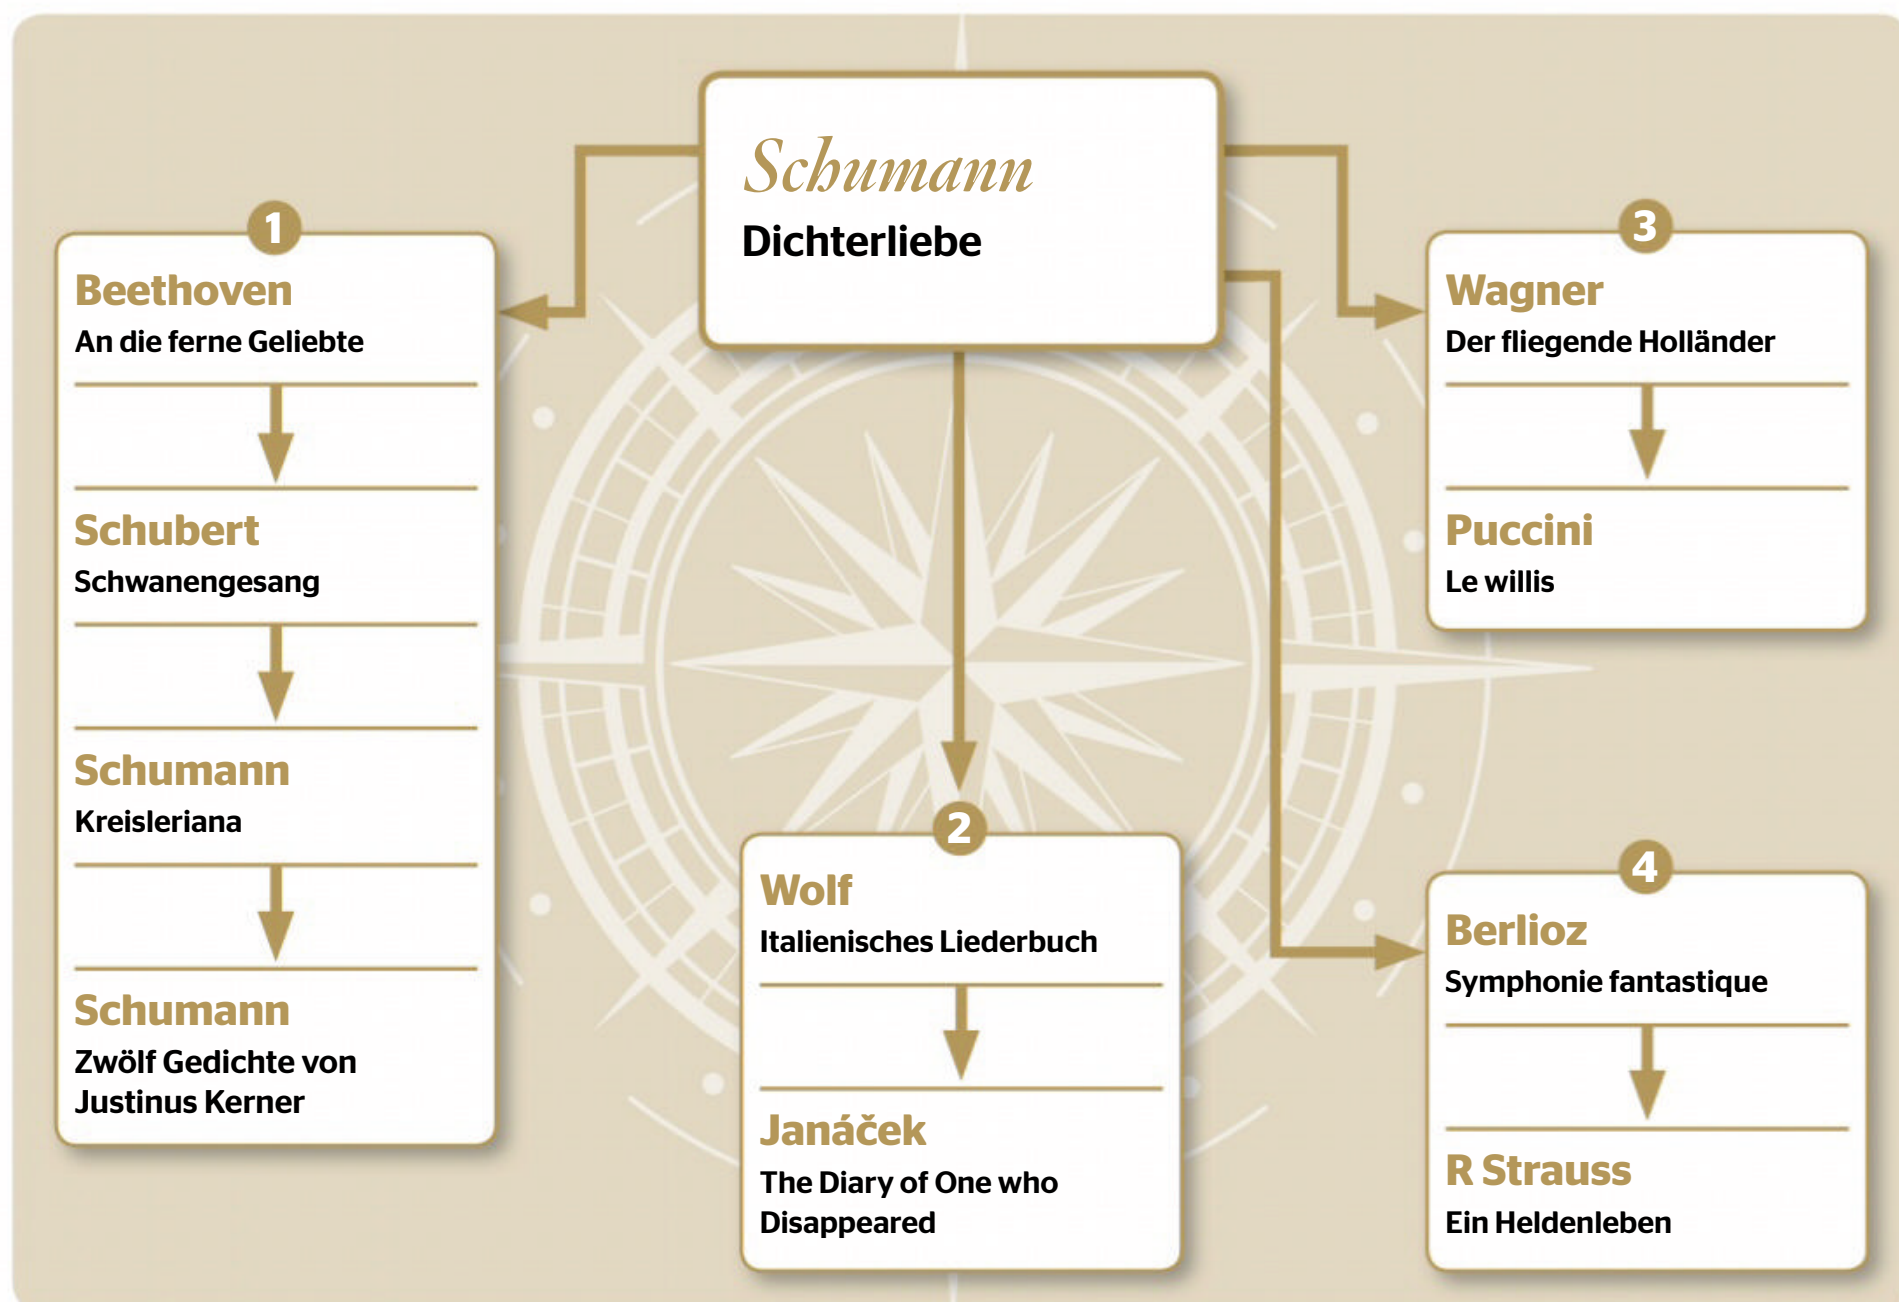 Schumann
Dichterliebe
1
Beethoven
An die ferne Geliebte
Schubert
Schwanengesang
Schumann
Kreisleriana
Schumann
Zwölf Gedichte von
Justinus Kerner
2
Wolf
Italienisches Liederbuch
Janáček
The Diary of One who
Disappeared
3
Wagner
Der fliegende Holländer
Puccini
Le willis
4
Berlioz
Symphonie fantastique
R Strauss
Ein Heldenleben